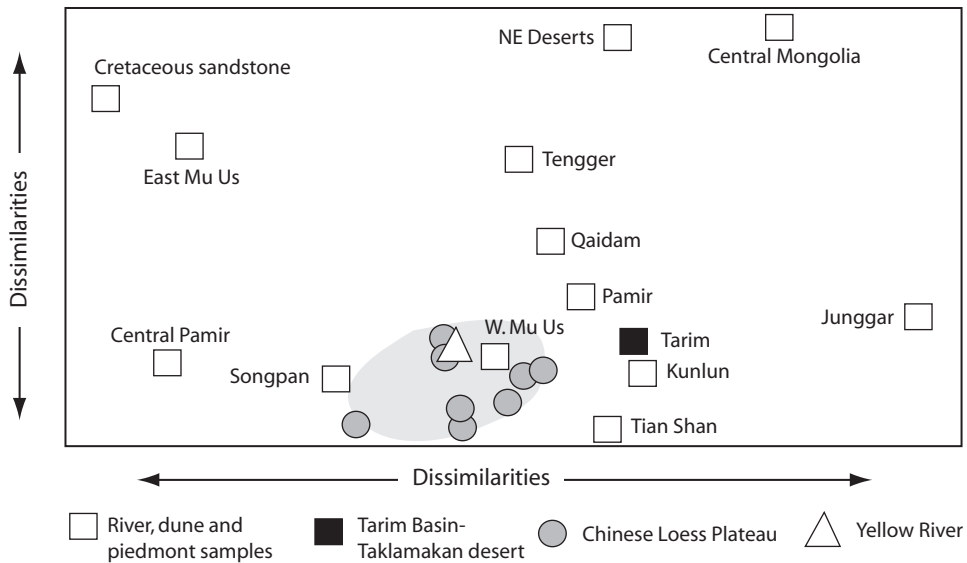 NE Deserts
Central Mongolia
Cretaceous sandstone
East Mu Us
Tengger
Qaidam
Pamir
Junggar
W. Mu Us
Tarim
Central Pamir
Kunlun
Songpan
Tian Shan
Dissimilarities
Dissimilarities
River, dune and
piedmont samples
Tarim Basin-
Taklamakan desert
Chinese Loess Plateau
Yellow River